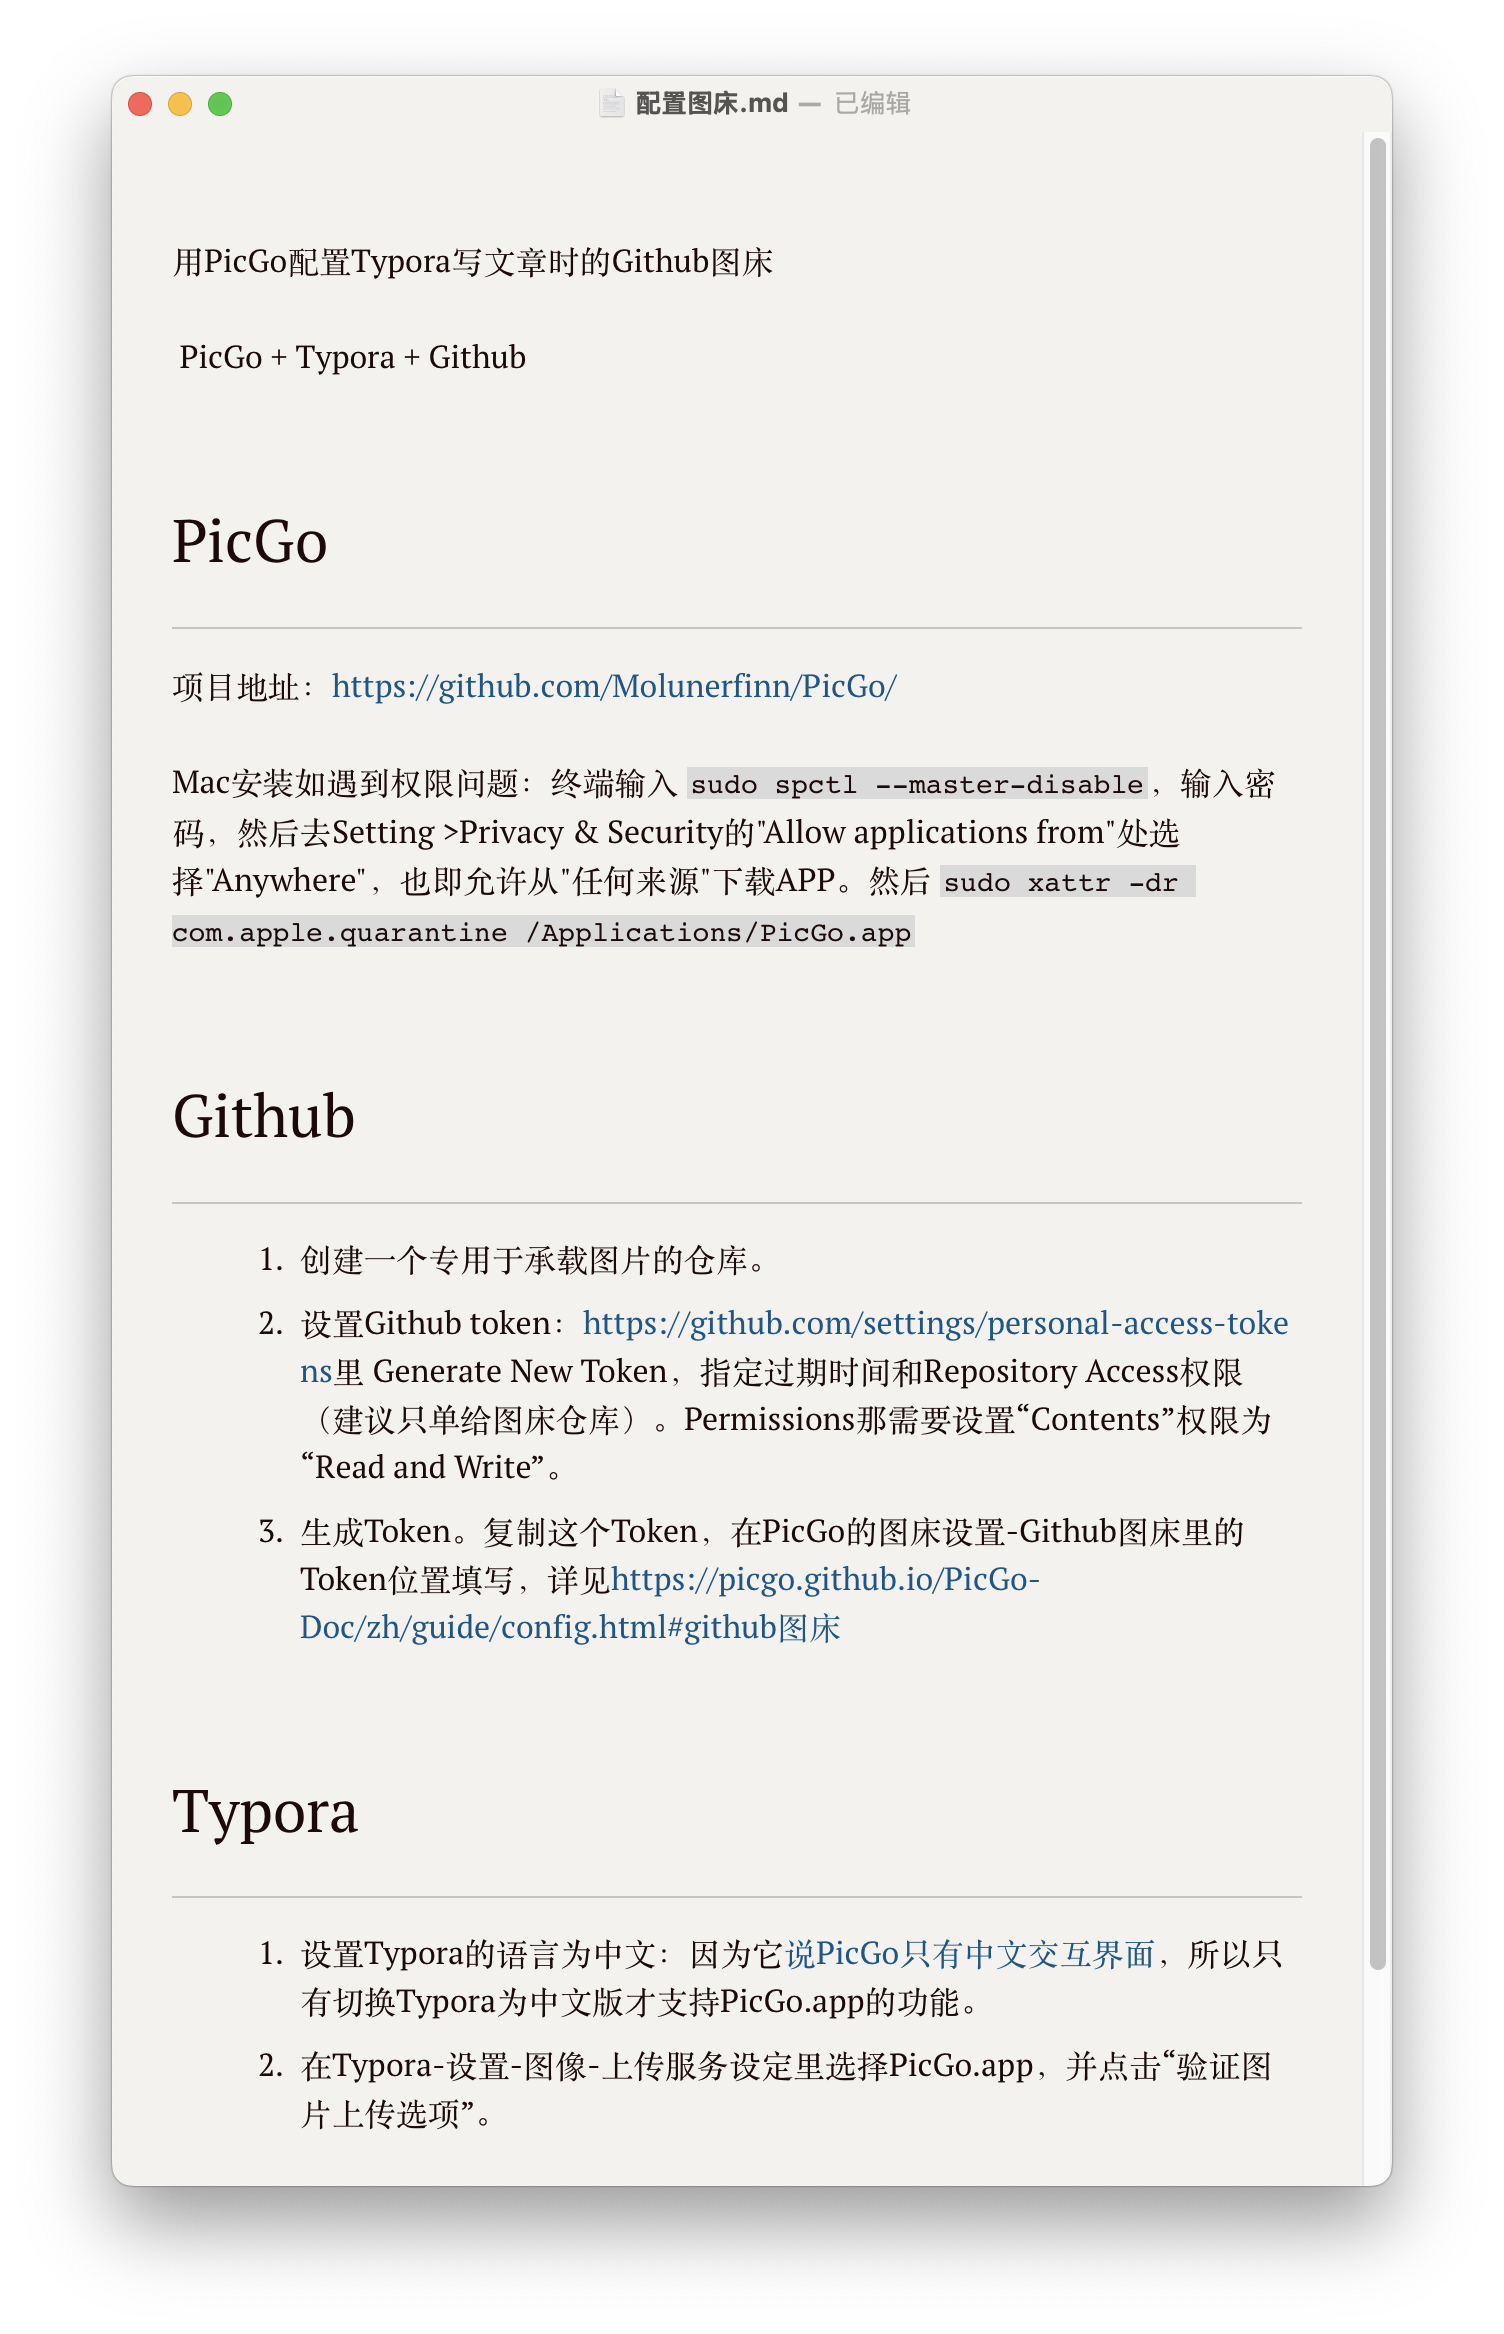 配置图床.md — 已编辑
用PicGo配置Typora写文章时的Github图床
PicGo + Typora + Github
PicGo
项目地址：https://github.com/Molunerfinn/PicGo/
Mac安装如遇到权限问题：终端输入 sudo spctl --master-disable，输入密
码，然后去Setting >Privacy & Security的"Allow applications from"处选
择"Anywhere"，也即允许从"任何来源"下载APP。然后 sudo xattr -dr
com.apple.quarantine /Applications/PicGo.app
Github
1. 创建一个专用于承载图片的仓库。
2. 设置Github token：https://github.com/settings/personal-access-toke
ns里 Generate New Token，指定过期时间和Repository Access权限
（建议只单给图床仓库）。Permissions那需要设置“Contents”权限为
“Read and Write”。
3. 生成Token。复制这个Token，在PicGo的图床设置-Github图床里的
Token位置填写，详见https://picgo.github.io/PicGo-
Doc/zh/guide/config.html#github图床
Typora
1. 设置Typora的语言为中文：因为它说PicGo只有中文交互界面，所以只
有切换Typora为中文版才支持PicGo.app的功能。
2. 在Typora-设置-图像-上传服务设定里选择PicGo.app，并点击“验证图
片上传选项”。